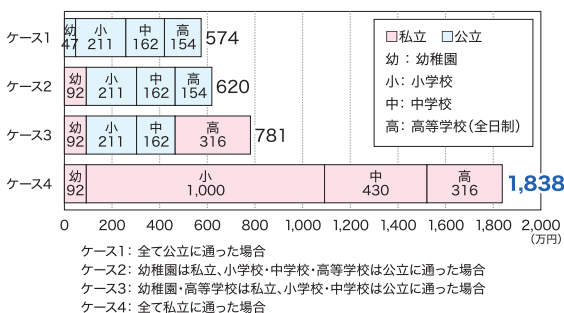 ケース1 幼 47 小 211 中 162 高 154 574
ケース2 幼 92 小 211 中 162 高 154 620
ケース3 幼 92 小 211 中 162 高 316 781
ケース4 幼 92 小 1,000 中 430 高 316 1,838
私立 公立
幼：幼稚園
小：小学校
中：中学校
高：高等学校（全日制）
0 200 400 600 800 1,000 1,200 1,400 1,600 1,800 2,000
（万円）
ケース1：全て公立に通った場合
ケース2：幼稚園は私立、小学校・中学校・高等学校は公立に通った場合
ケース3：幼稚園・高等学校は私立、小学校・中学校は公立に通った場合
ケース4：全て私立に通った場合